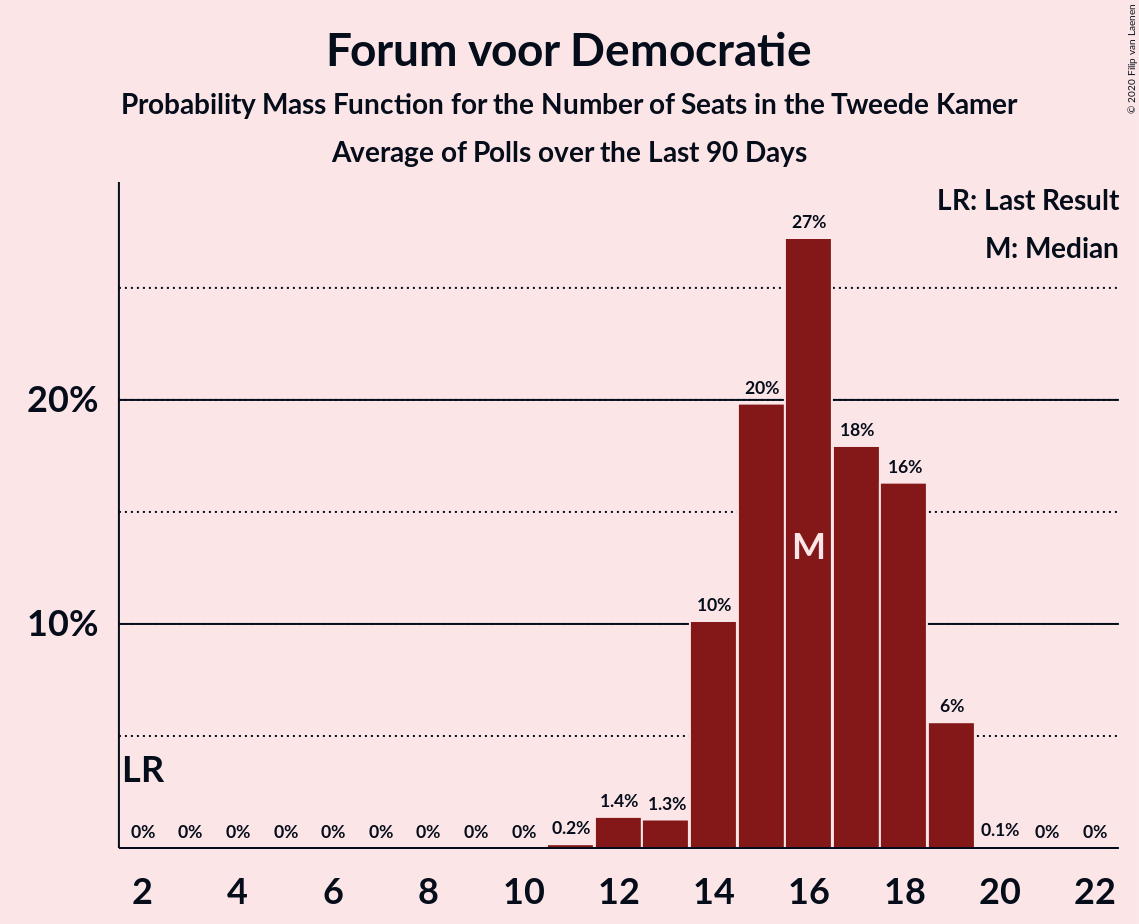 Forum voor Democratie
Probability Mass Function for the Number of Seats in the Tweede Kamer
Average of Polls over the Last 90 Days
© 2020 Filip van Laenen
LR: Last Result
M: Median
27%
20%
20%
18%
16%
M
10%
10%
6%
LR
0% 0% 0% 0% 0% 0% 0% 0% 0% 0.2% 1.4% 1.3% 0.1% 0% 0%
2 4 6 8 10 12 14 16 18 20 22